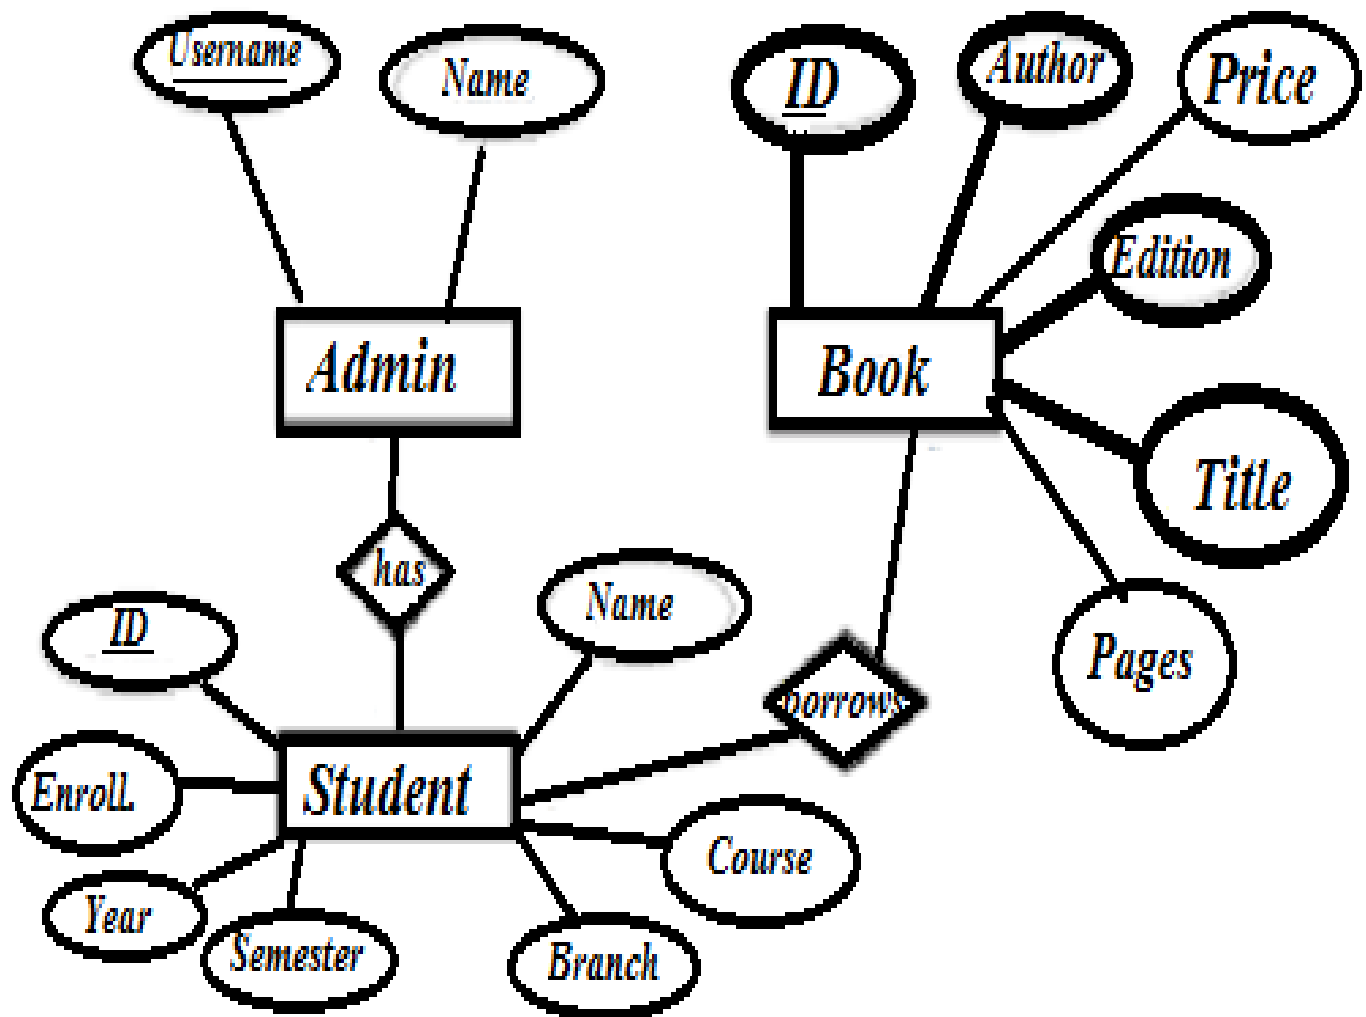 Username
Name
ID
Author
Price
Edition
Admin
Book
Title
has
Name
ID
Pages
borrows
Enroll.
Student
Course
Year
Semester
Branch